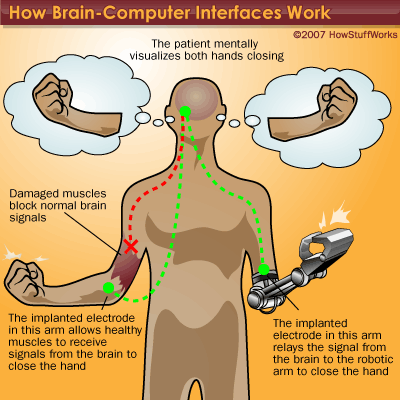 How Brain-Computer Interfaces Work
©2007 HowStuffWorks
The patient mentally
visualizes both hands closing
Damaged muscles
block normal brain
signals
The implanted electrode
in this arm allows healthy
muscles to receive
signals from the brain to
close the hand
The implanted
electrode in this arm
relays the signal from
the brain to the robotic
arm to close the hand